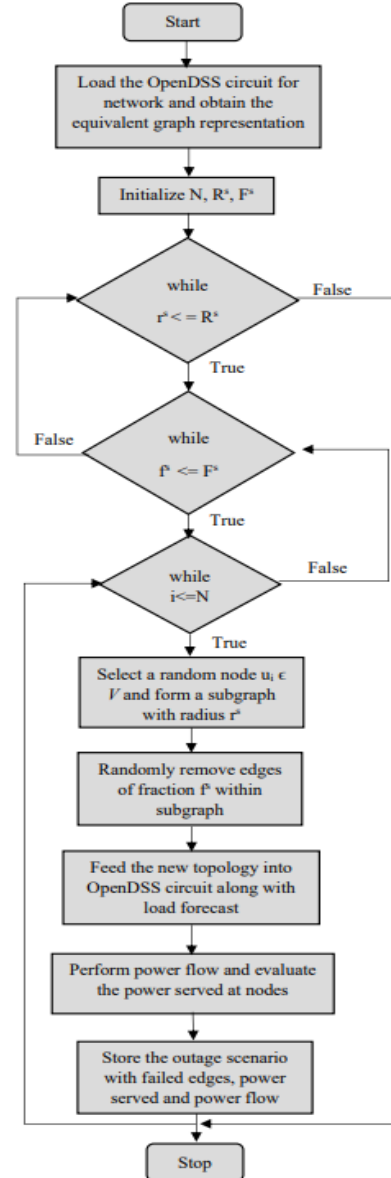 Start
Load the OpenDSS circuit for
network and obtain the
equivalent graph representation
Initialize N, Rˢ, Fˢ
while
rˢ < = Rˢ
False
True
while
fˢ <= Fˢ
False
True
while
i<=N
False
True
Select a random node uᵢ ϵ
V and form a subgraph
with radius rˢ
Randomly remove edges
of fraction fˢ within
subgraph
Feed the new topology into
OpenDSS circuit along with
load forecast
Perform power flow and evaluate
the power served at nodes
Store the outage scenario
with failed edges, power
served and power flow
Stop